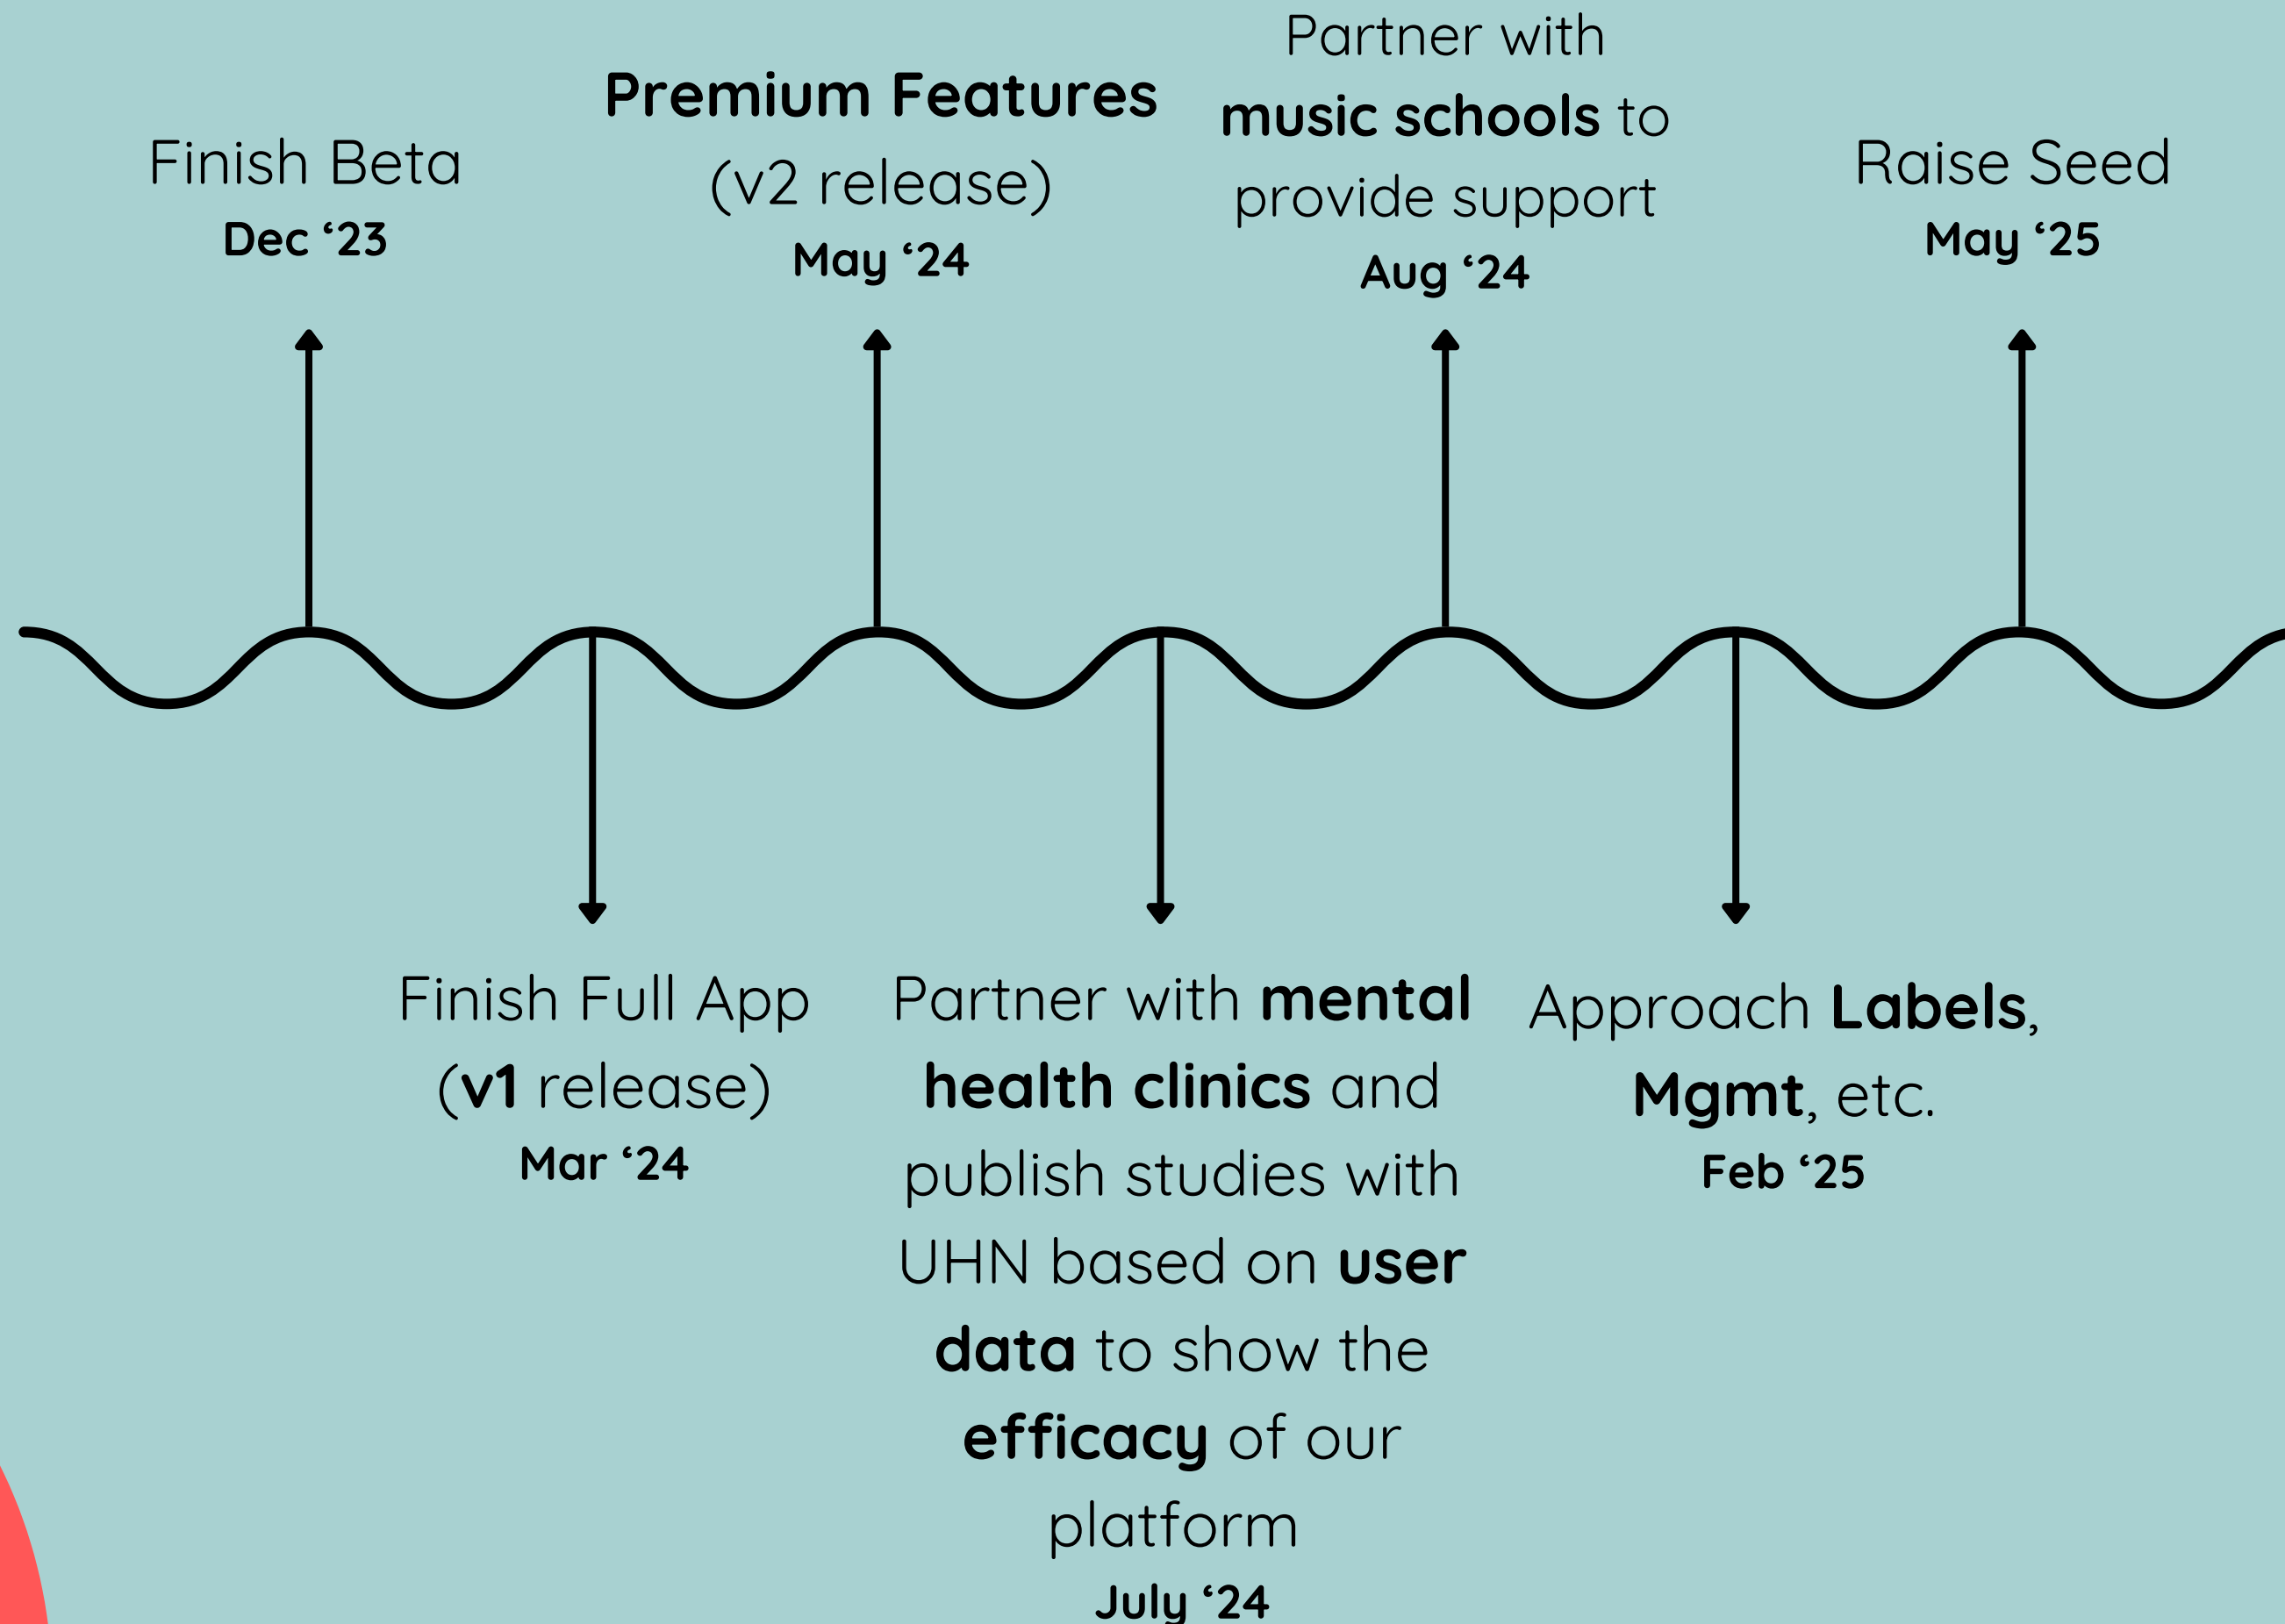 Finish Beta
Dec ‘23
Finish Full App
(v1 release)
Mar ‘24
Premium Features
(v2 release)
May ‘24
Partner with mental
health clinics and
publish studies with
UHN based on user
data to show the
efficacy of our
platform
July ‘24
Partner with
music schools to
provide support
Aug ‘24
Approach Labels,
Mgmt, etc.
Feb ‘25
Raise Seed
May ‘25